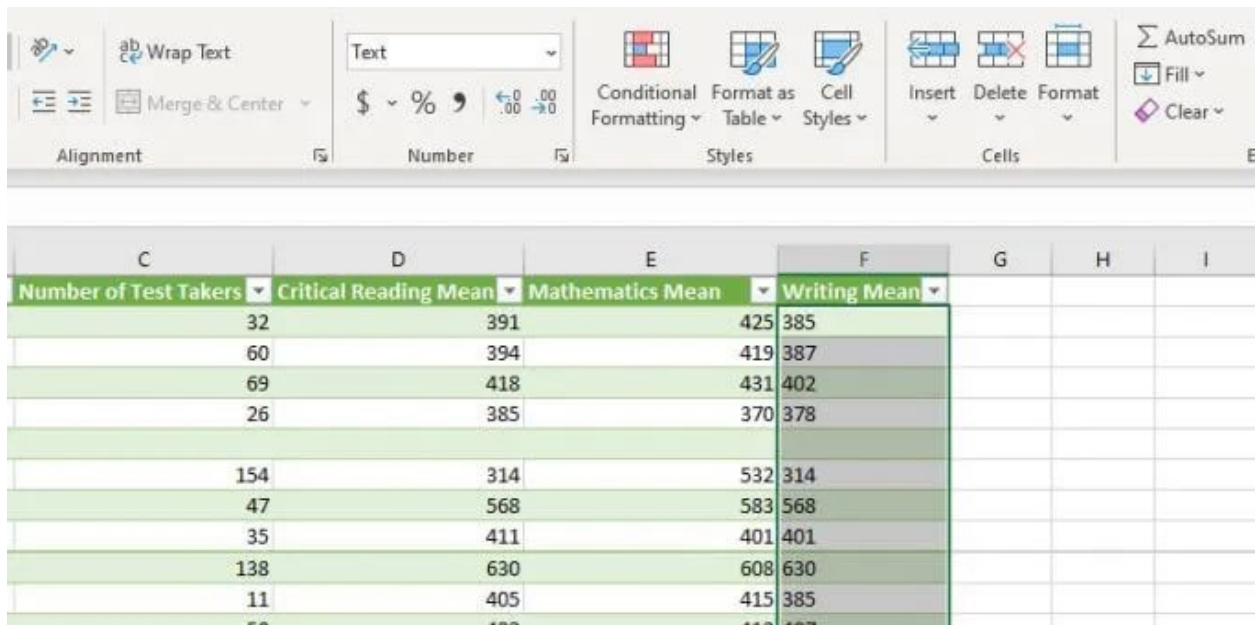 Wrap Text
Text
AutoSum
Fill
Merge & Center
$ % 9
Conditional Formatting
Format as Table
Cell Styles
Insert
Delete
Format
Clear
Alignment
Number
Styles
Cells
C D E F G H I
Number of Test Takers Critical Reading Mean Mathematics Mean Writing Mean
32 391 425 385
60 394 419 387
69 418 431 402
26 385 370 378
154 314 532 314
47 568 583 568
35 411 401 401
138 630 608 630
11 405 415 385